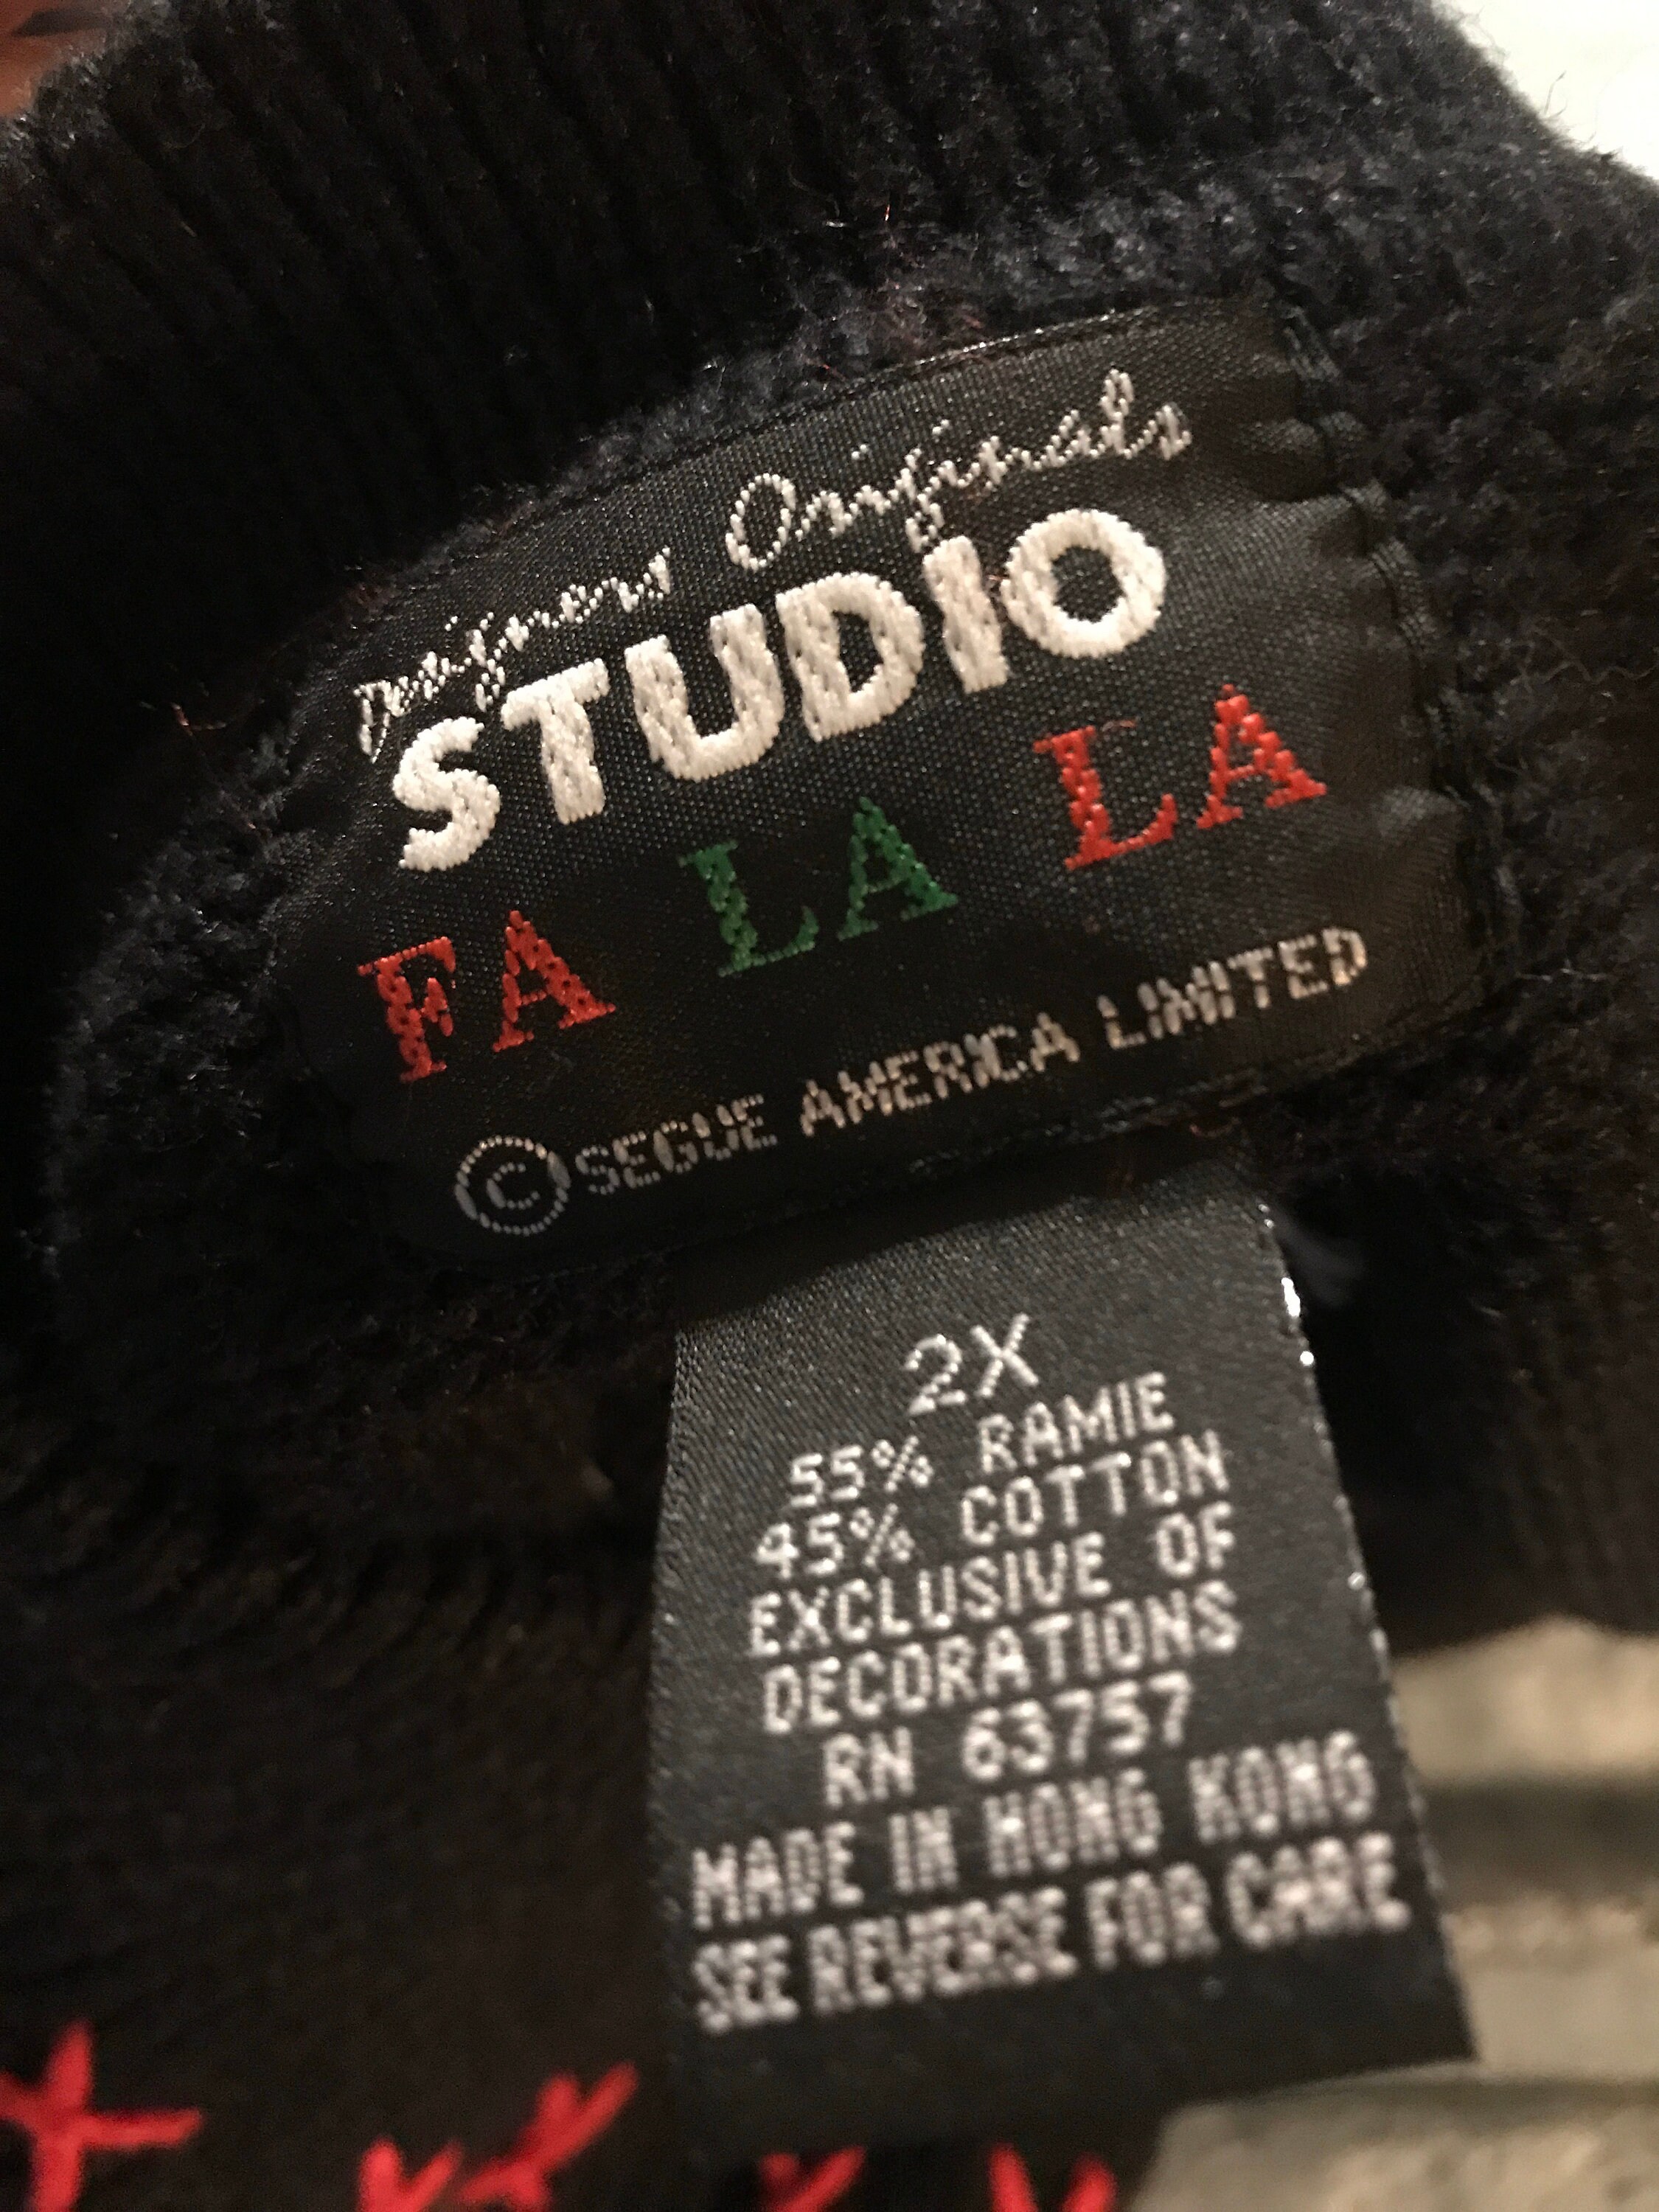 Designers Originals
STUDIO
FA LA LA
© SEGUE AMERICA LIMITED
2X
55% RAMIE
45% COTTON
EXCLUSIVE OF
DECORATIONS
RN 63757
MADE IN HONG KONG
SEE REVERSE FOR CARE